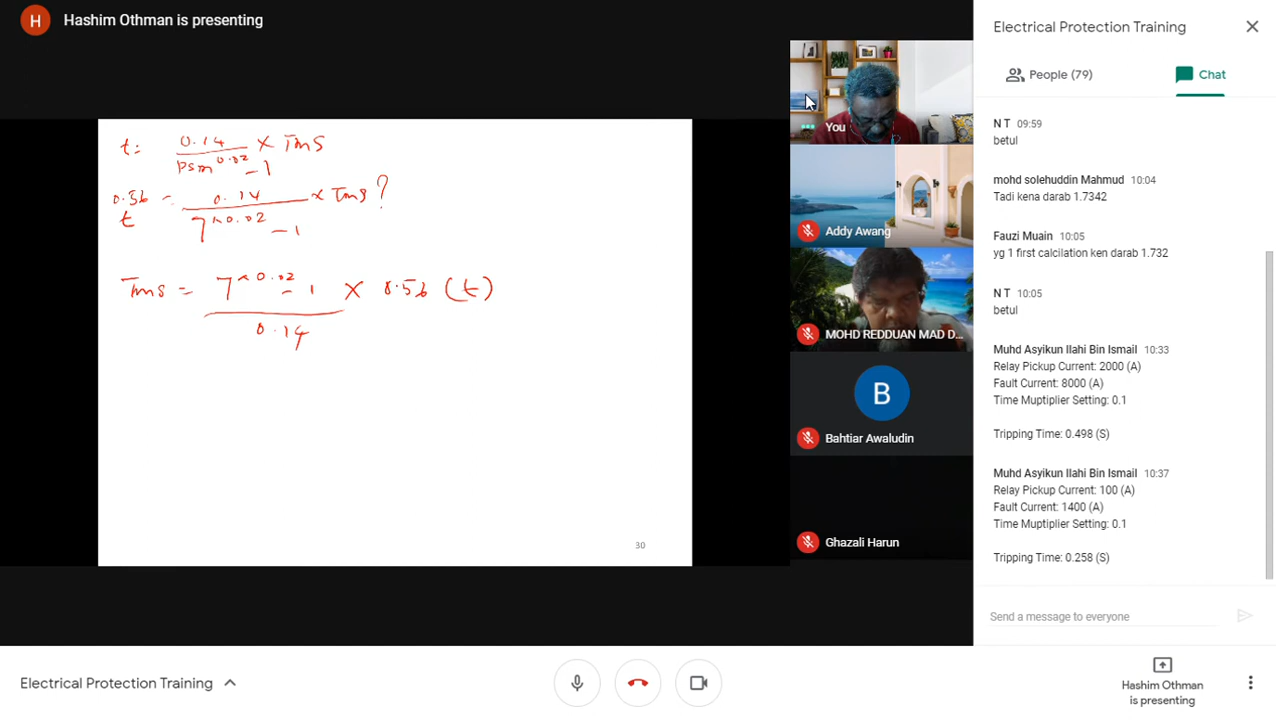 H Hashim Othman is presenting
t: 0.14 / PSM^0.02 - 1 × TMS
0.56 = 0.14 / 7^0.02 - 1 × TMS ?
t
TMS = 7^0.02 - 1 / 0.14 × 0.56 (t)
30
You
Addy Awang
MOHD REDDUAN MAD D...
B
Bahtiar Awaludin
Ghazali Harun
Electrical Protection Training
People (79)
Chat
N T 09:59
betul
mohd solehuddin Mahmud 10:04
Tadi kena darab 1.7342
Fauzi Muain 10:05
yg 1 first calcilation ken darab 1.732
N T 10:05
betul
Muhd Asyikun Ilahi Bin Ismail 10:33
Relay Pickup Current: 2000 (A)
Fault Current: 8000 (A)
Time Muptiplier Setting: 0.1
Tripping Time: 0.498 (S)
Muhd Asyikun Ilahi Bin Ismail 10:37
Relay Pickup Current: 100 (A)
Fault Current: 1400 (A)
Time Muptiplier Setting: 0.1
Tripping Time: 0.258 (S)
Send a message to everyone
Electrical Protection Training
Hashim Othman
is presenting